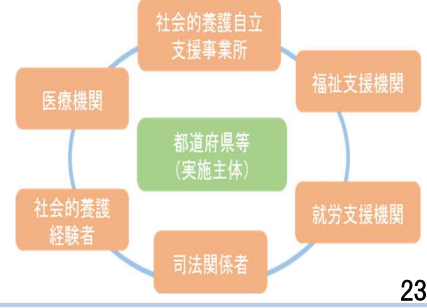 社会的養護自立
支援事業所
医療機関
福祉支援機関
都道府県等
（実施主体）
社会的養護
経験者
就労支援機関
司法関係者
23